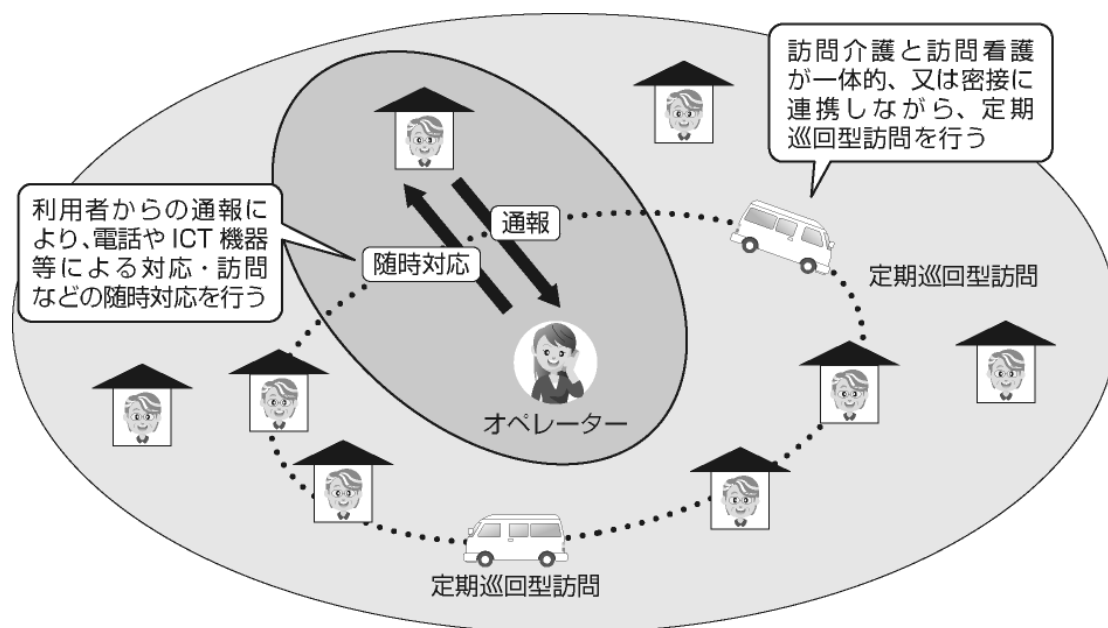 訪問介護と訪問看護
が一体的、又は密接に
連携しながら、定期
巡回型訪問を行う
利用者からの通報に
より、電話やICT機器
等による対応・訪問
などの随時対応を行う
通報
随時対応
定期巡回型訪問
オペレーター
定期巡回型訪問